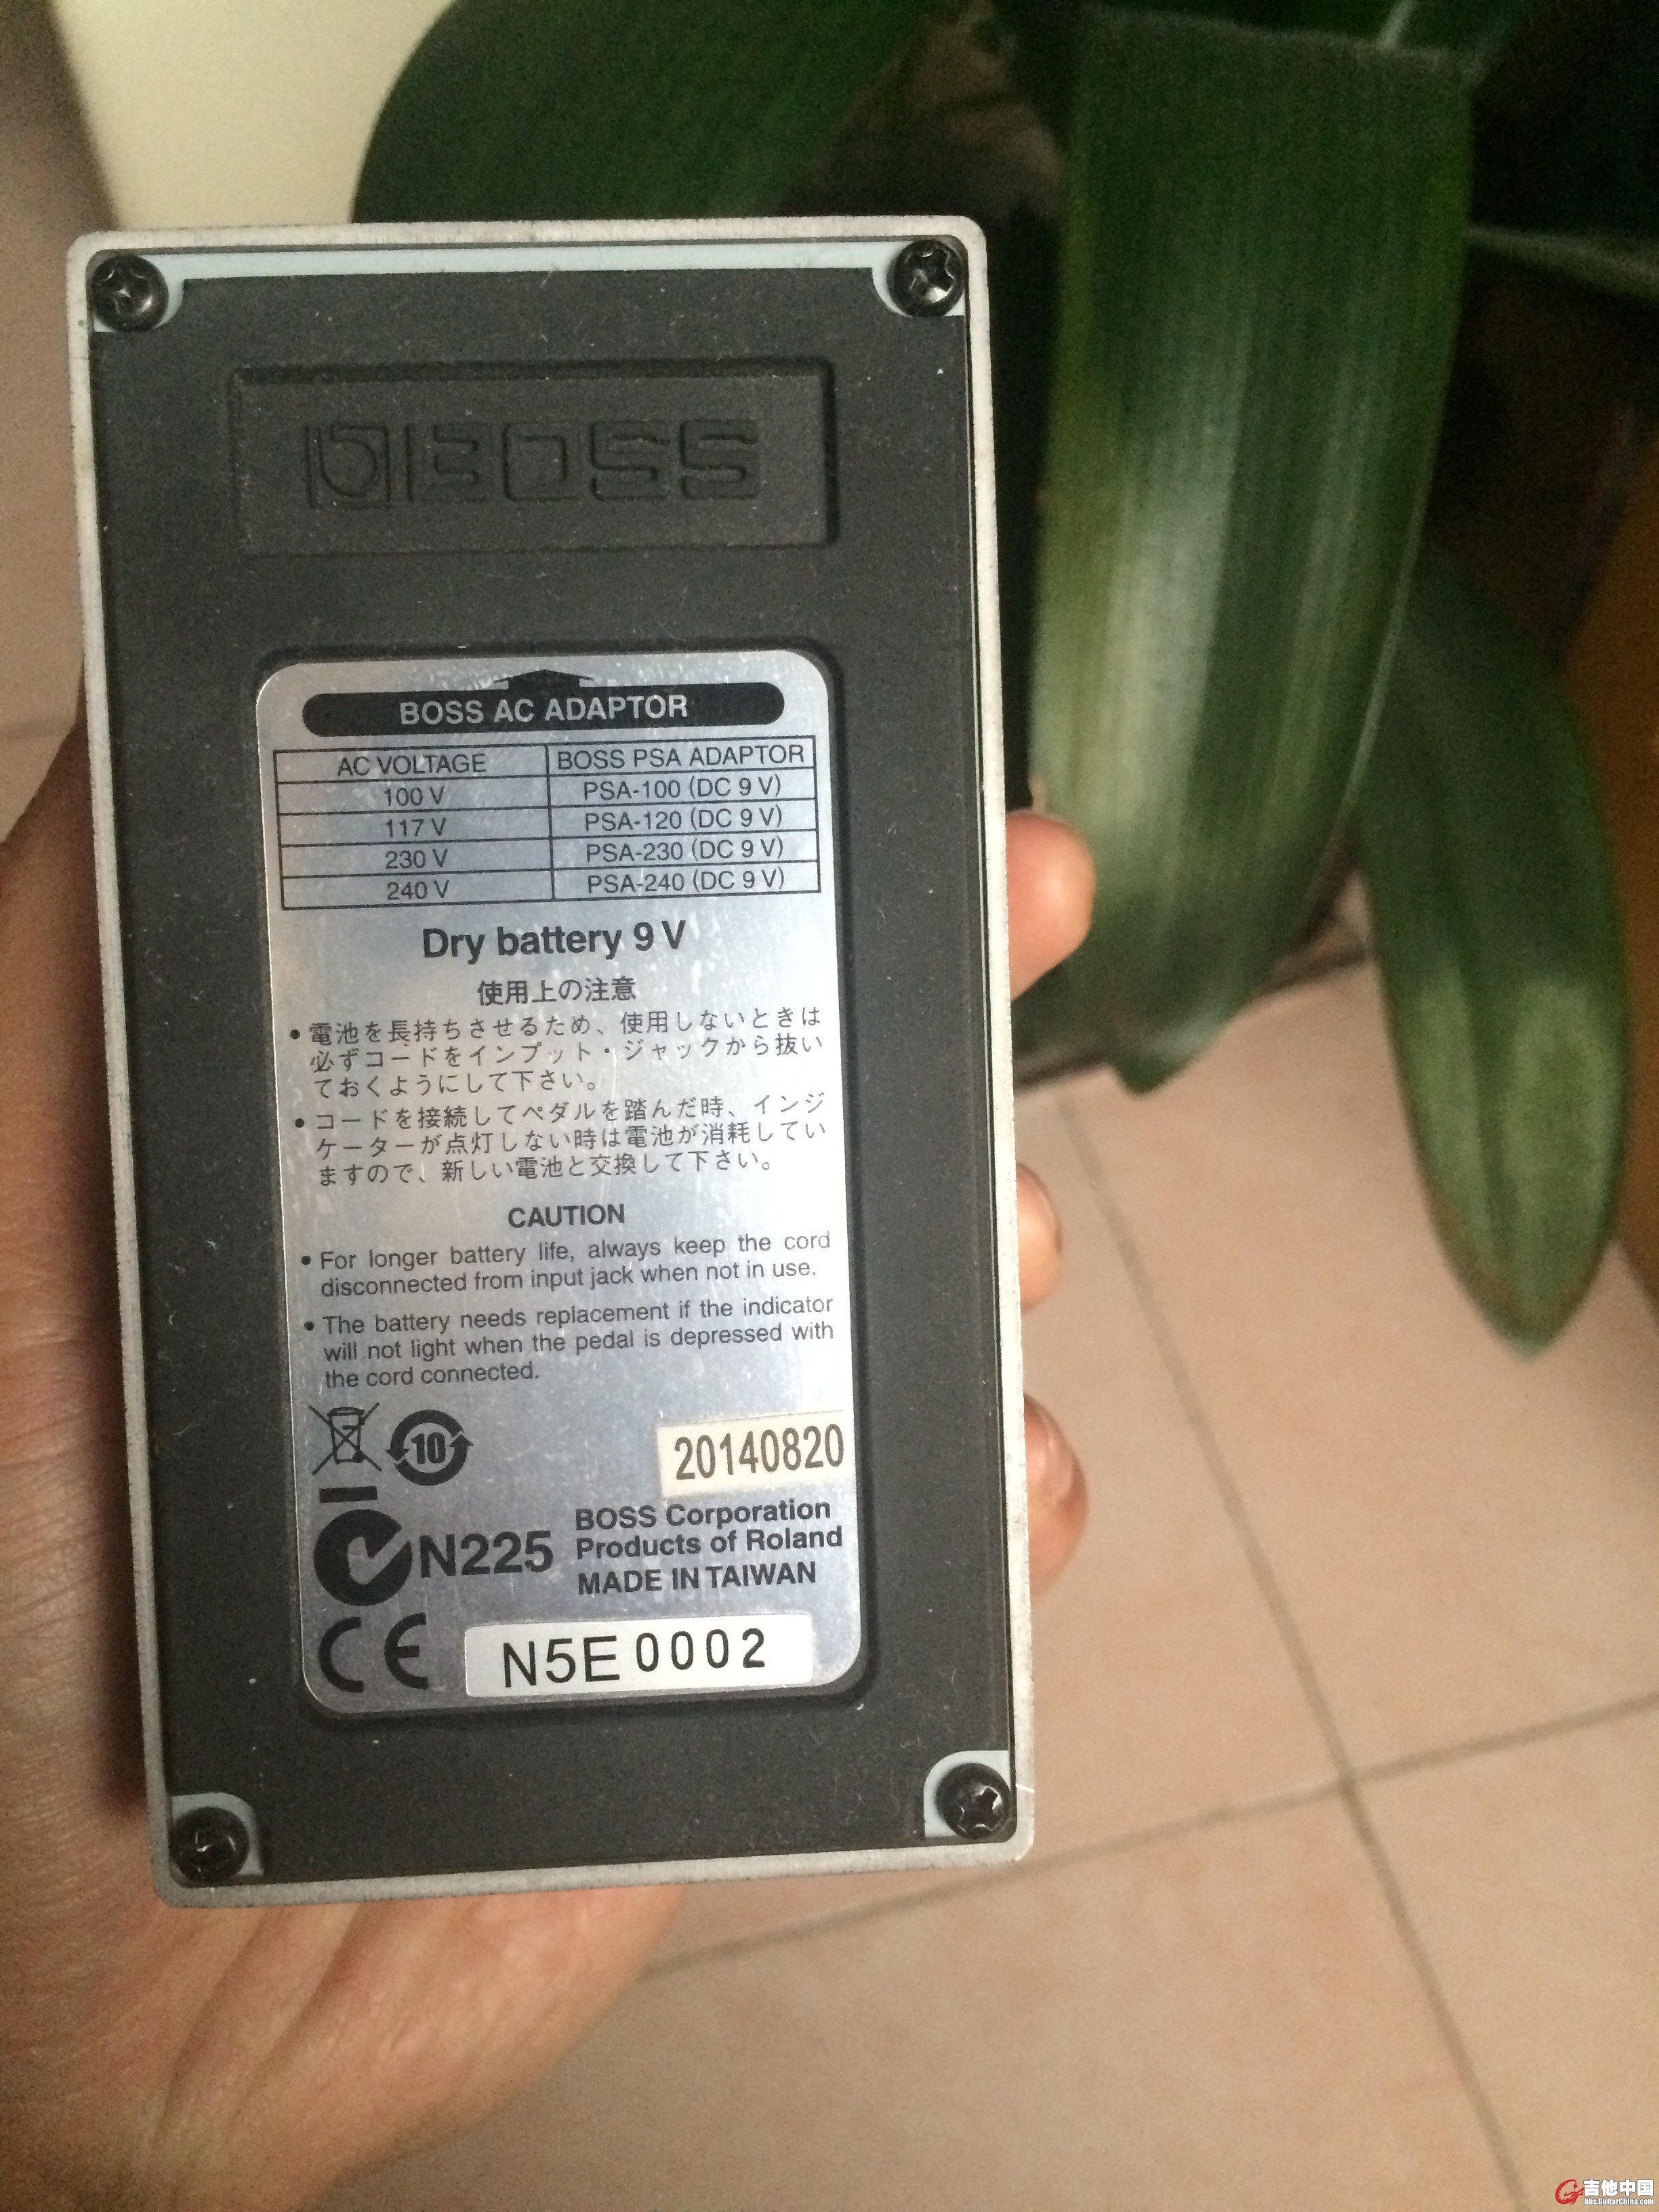 BOSS
BOSS AC ADAPTOR
AC VOLTAGE BOSS PSA ADAPTOR
100 V PSA-100 (DC 9 V)
117 V PSA-120 (DC 9 V)
230 V PSA-230 (DC 9 V)
240 V PSA-240 (DC 9 V)
Dry battery 9 V
使用上の注意
● 電池を長持ちさせるため、使用しないときは
必ずコードをインプット・ジャックから抜い
ておくようにして下さい。
● コードを接続してペダルを踏んだ時、インジ
ケーターが点灯しない時は電池が消耗してい
ますので、新しい電池と交換して下さい。
CAUTION
● For longer battery life, always keep the cord
disconnected from input jack when not in use.
● The battery needs replacement if the indicator
will not light when the pedal is depressed with
the cord connected.
10
20140820
N225
BOSS Corporation
Products of Roland
MADE IN TAIWAN
CE
N5E0002
吉他中国
bbs.GuitarChina.com